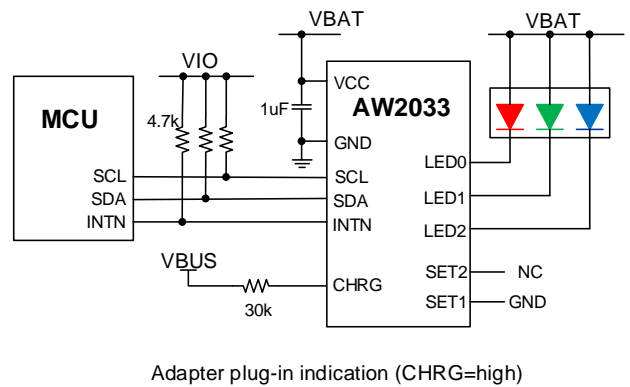 VBAT
VBAT
VIO
VCC
MCU
4.7k
1uF
AW2033
GND
LED0
SCL
SCL
LED1
SDA
SDA
INTN
INTN
LED2
VBUS
CHRG
SET2
NC
30k
SET1
GND
Adapter plug-in indication (CHRG=high)